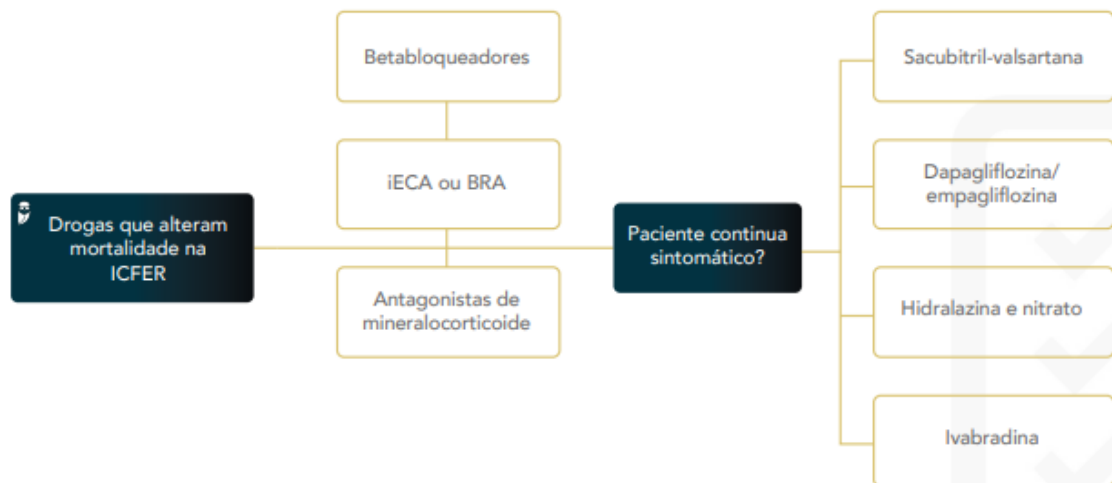 Drogas que alteram
mortalidade na
ICFER
Betabloqueadores
iECA ou BRA
Antagonistas de
mineralocorticoide
Paciente continua
sintomático?
Sacubitril-valsartana
Dapagliflozina/
empagliflozina
Hidralazina e nitrato
Ivabradina